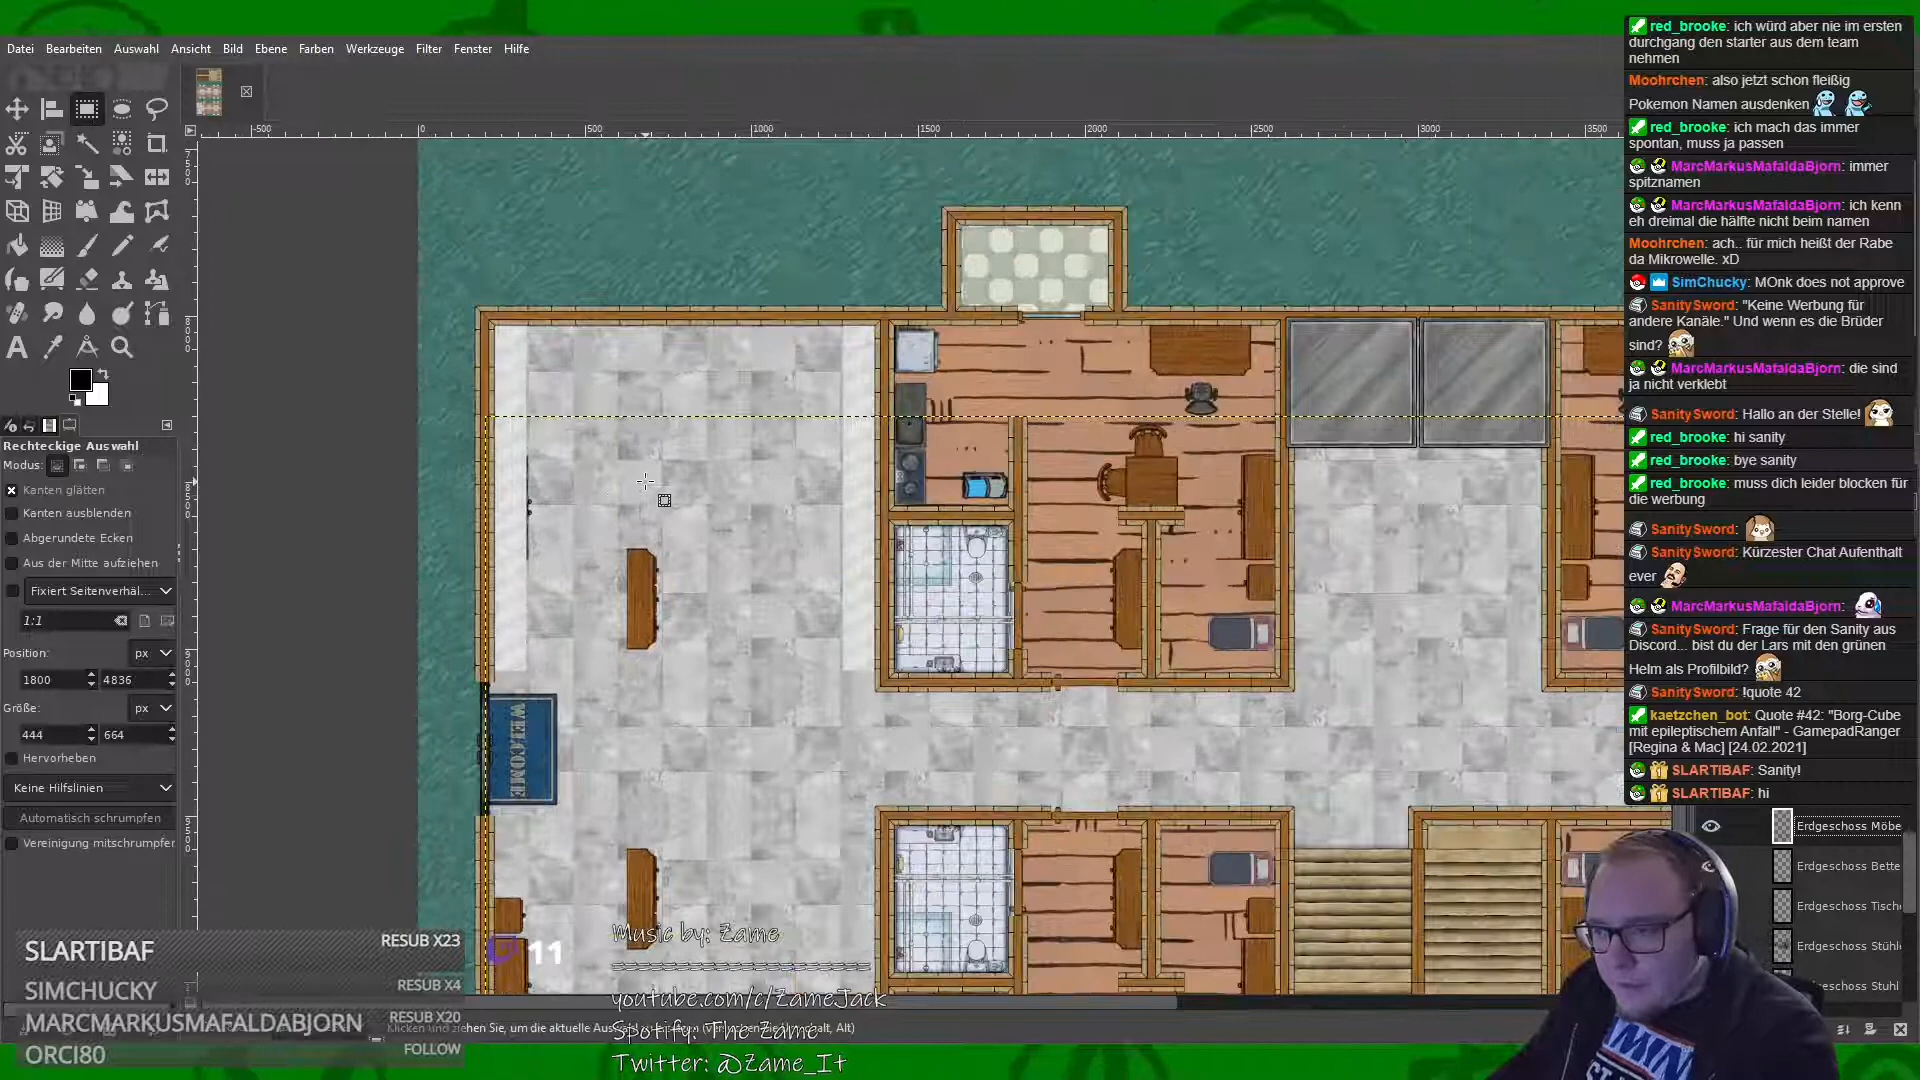 Datei Bearbeiten Auswahl Ansicht Bild Ebene Farben Werkzeuge Filter Fenster Hilfe
-500 0 500 1000 1500 2000 2500 3000 3500
Rechteckige Auswahl
Modus:
Kanten glätten
Kanten ausblenden
Abgerundete Ecken
Aus der Mitte aufziehen
Fixiert Seitenverhäl...
1:1
Position: px
1800 4836
Größe: px
444 664
Hervorheben
Keine Hilfslinien
Automatisch schrumpfen
Vereinigung mitschrumpfen
WELCOME
red_brooke: ich würd aber nie im ersten
durchgang den starter aus dem team
nehmen
Moohrchen: also jetzt schon fleißig
Pokemon Namen ausdenken
red_brooke: ich mach das immer
spontan, muss ja passen
MarcMarkusMafaldaBjorn: immer
spitznamen
MarcMarkusMafaldaBjorn: ich kenn
eh dreimal die hälfte nicht beim namen
Moohrchen: ach.. für mich heißt der Rabe
da Mikrowelle. xD
SimChucky: MOnk does not approve
SanitySword: "Keine Werbung für
andere Kanäle." Und wenn es die Brüder
sind?
MarcMarkusMafaldaBjorn: die sind
ja nicht verklebt
SanitySword: Hallo an der Stelle!
red_brooke: hi sanity
red_brooke: bye sanity
red_brooke: muss dich leider blocken für
die werbung
SanitySword:
SanitySword: Kürzester Chat Aufenthalt
ever
MarcMarkusMafaldaBjorn:
SanitySword: Frage für den Sanity aus
Discord... bist du der Lars mit den grünen
Helm als Profilbild?
SanitySword: !quote 42
kaetzchen_bot: Quote #42: "Borg-Cube
mit epileptischem Anfall" - GamepadRanger
[Regina & Mac] [24.02.2021]
SLARTIBAF: Sanity!
SLARTIBAF: hi
Erdgeschoss Möbe
Erdgeschoss Bette
Erdgeschoss Tische
Erdgeschoss Stühle
Stuhl
SLARTIBAF RESUB X23
SIMCHUCKY RESUB X4
MARCMARKUSMAFALDABJORN RESUB X20
ORCI80 FOLLOW
11
Music by: Zame
youtube.com/c/ZameJack
Spotify: The Zame
Twitter: @Zame_It